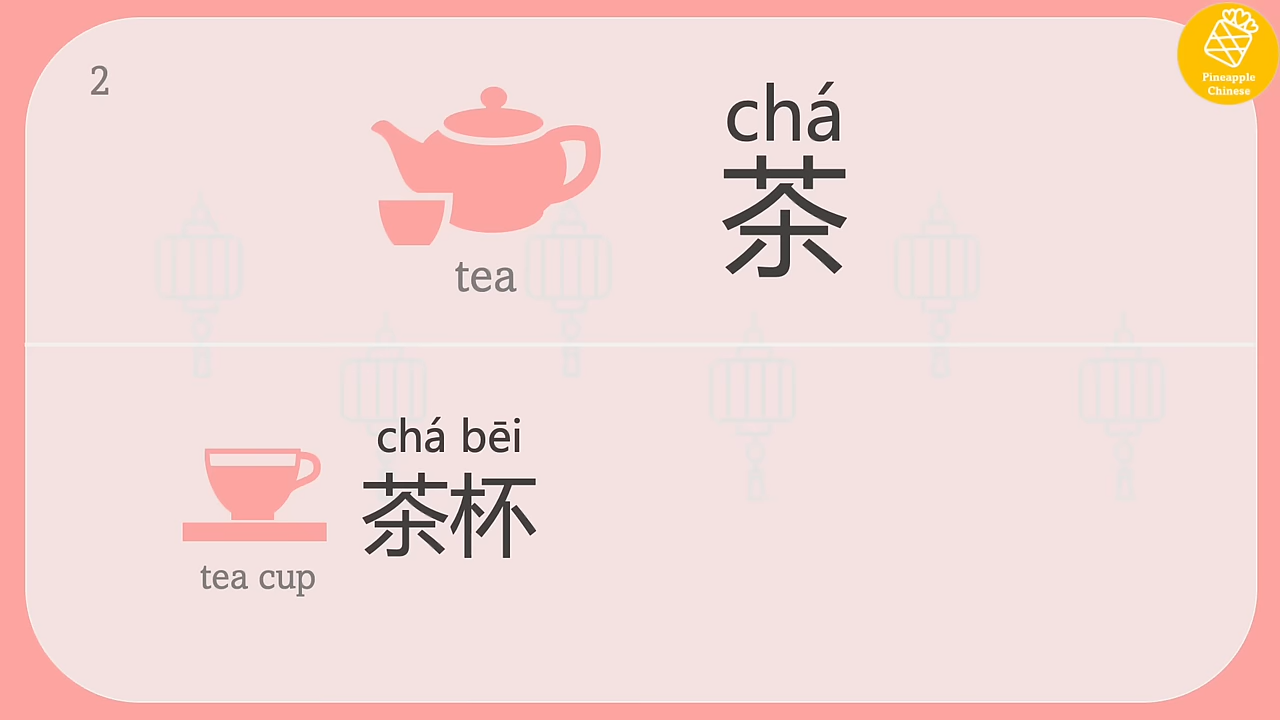 2
chá
茶
tea
chá bēi
茶杯
tea cup
Pineapple
Chinese